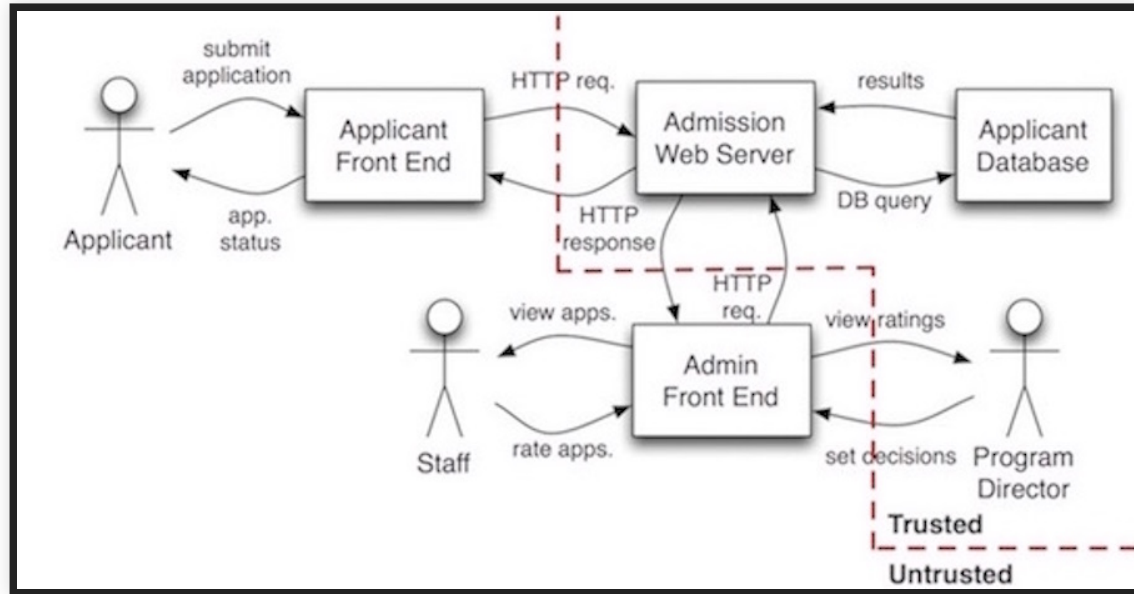 submit
application
HTTP req.
results
Applicant
Front End
Admission
Web Server
Applicant
Database
app.
status
Applicant
HTTP
response
DB query
HTTP
req.
view apps.
view ratings
Admin
Front End
rate apps.
set decisions
Staff
Program
Director
Trusted
Untrusted